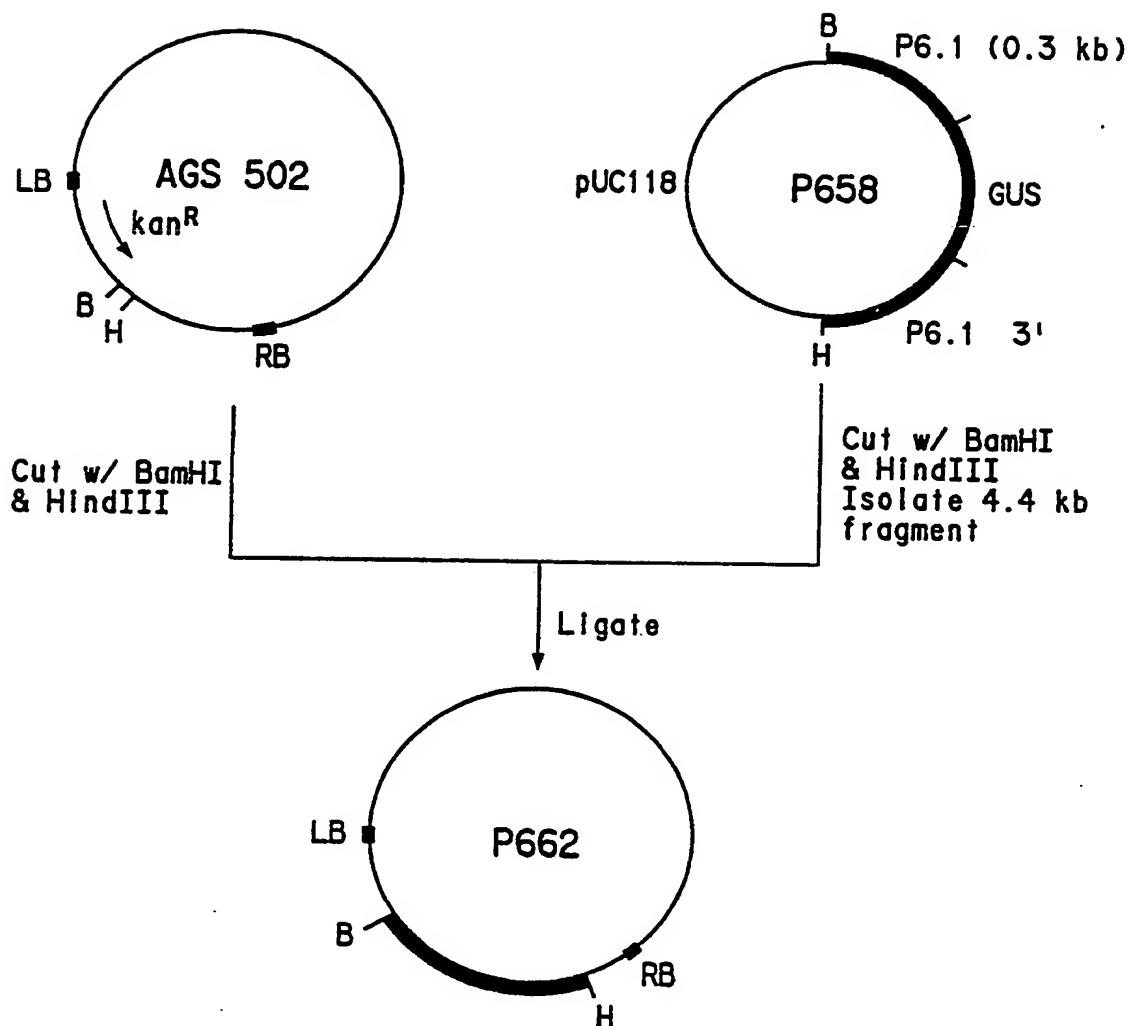 B
P6.1 (0.3 kb)
AGS 502
LB
kanR
B
H
RB
pUC118
P658
GUS
P6.1 3'
H
Cut w/ BamHI
& HindIII
Cut w/ BamHI
& HindIII
Isolate 4.4 kb
fragment
Ligate
LB
P662
B
RB
H